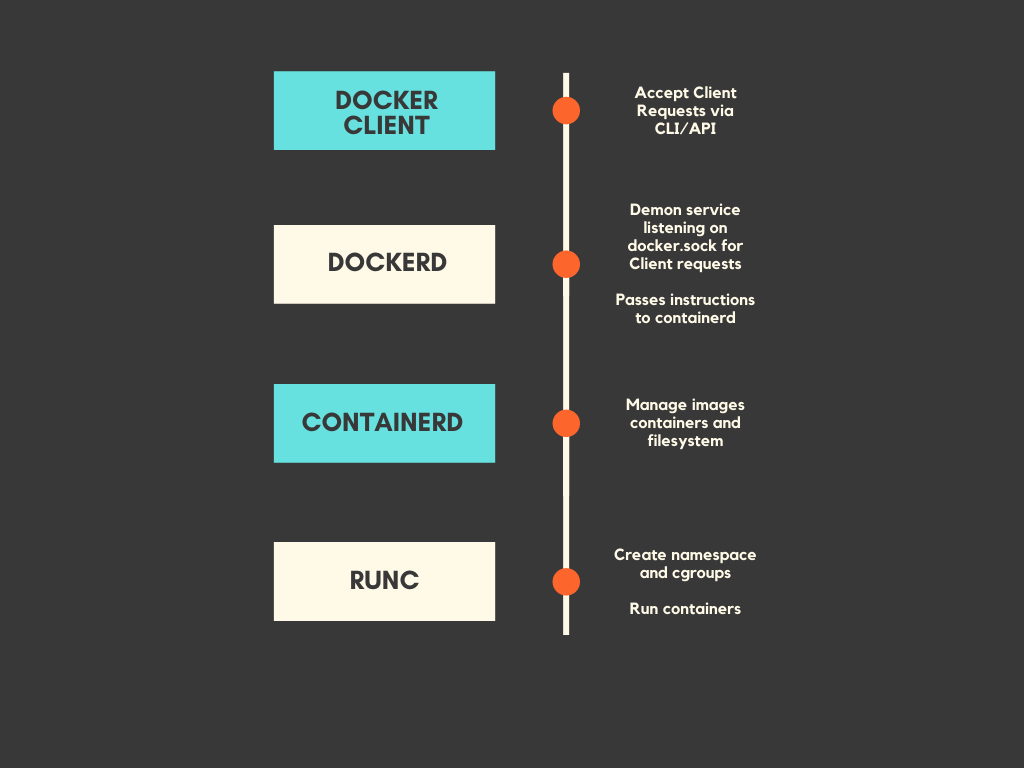 DOCKER
CLIENT
Accept Client
Requests via
CLI/API
DOCKERD
Demon service
listening on
docker.sock for
Client requests
Passes instructions
to containerd
CONTAINERD
Manage images
containers and
filesystem
RUNC
Create namespace
and cgroups
Run containers